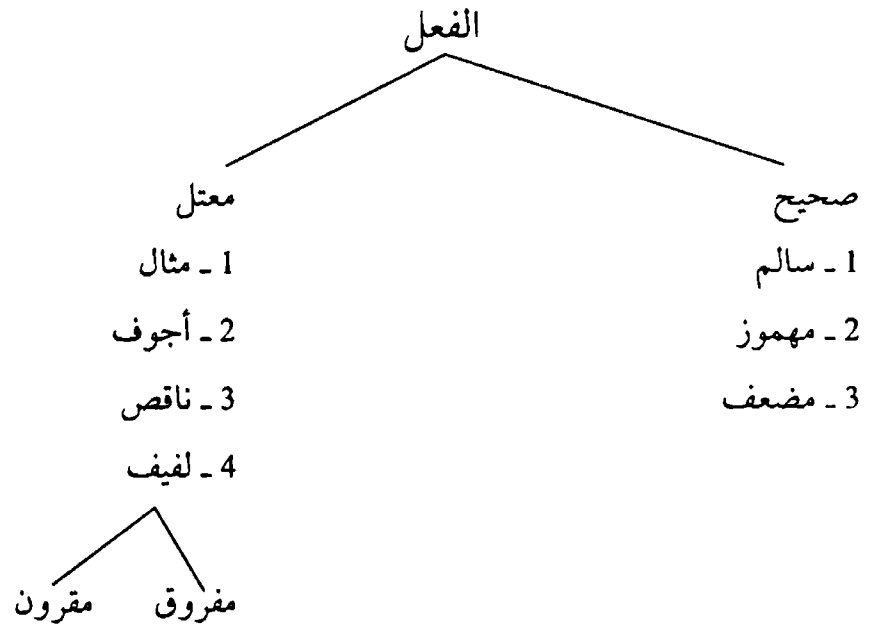 الفعل
صحيح معتل
1 ـ سالم 1 ـ مثال
2 ـ مهموز 2 ـ أجوف
3 ـ مضعف 3 ـ ناقص
4 ـ لفيف
مفروق مقرون